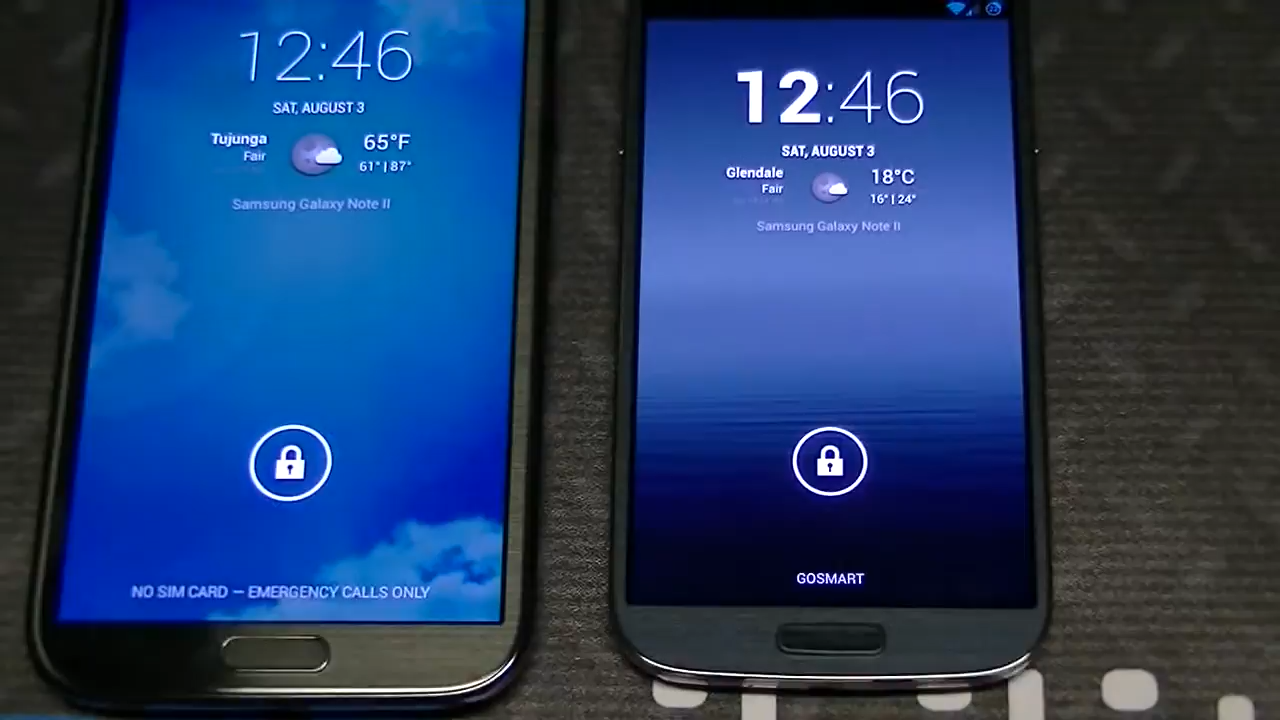 12:46
SAT, AUGUST 3
Tujunga
Fair
65°F
61° | 87°
Samsung Galaxy Note II
NO SIM CARD — EMERGENCY CALLS ONLY
12:46
SAT, AUGUST 3
Glendale
Fair
18°C
16° | 24°
Samsung Galaxy Note II
GOSMART